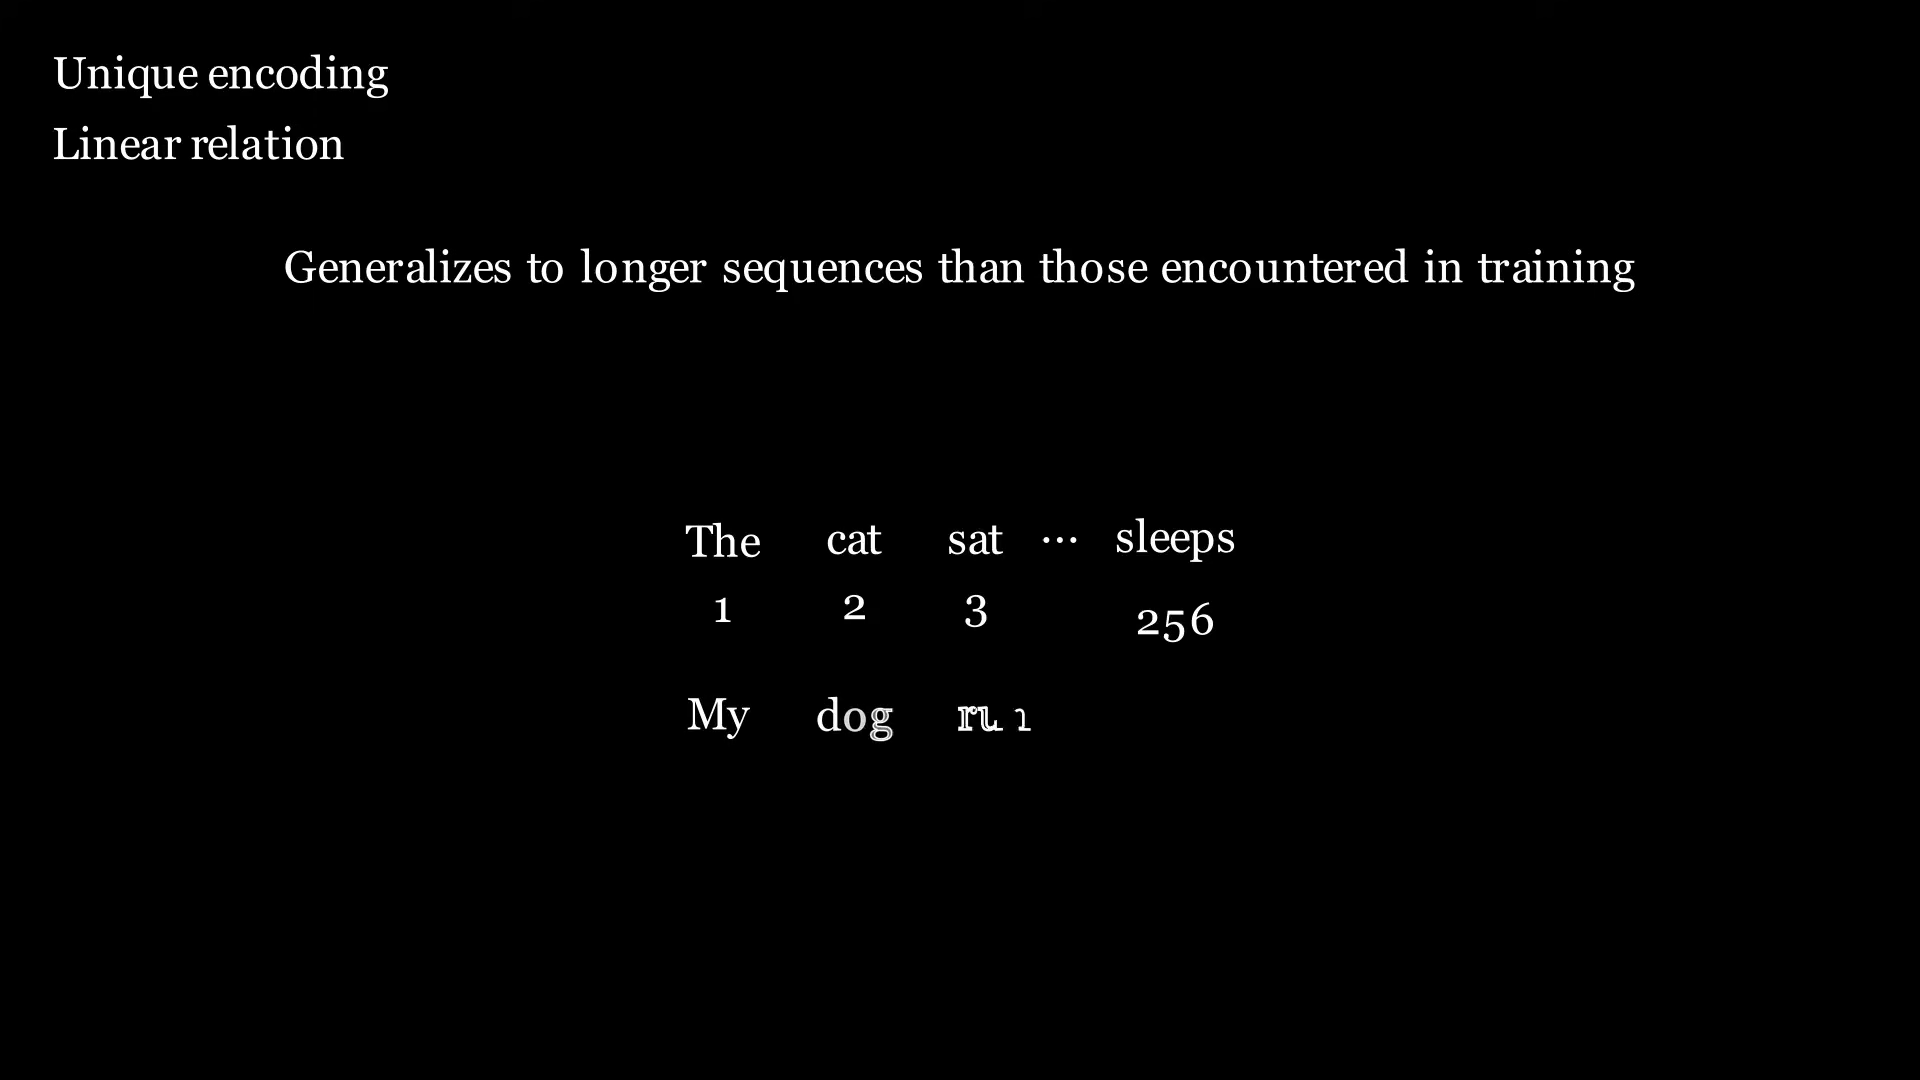 Unique encoding
Linear relation
Generalizes to longer sequences than those encountered in training
The cat sat ... sleeps
1 2 3 256
My dog